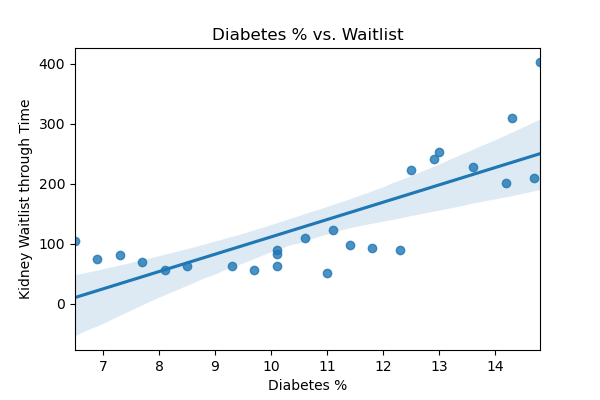 Diabetes % vs. Waitlist
Kidney Waitlist through Time
400
300
200
100
0
7 8 9 10 11 12 13 14
Diabetes %